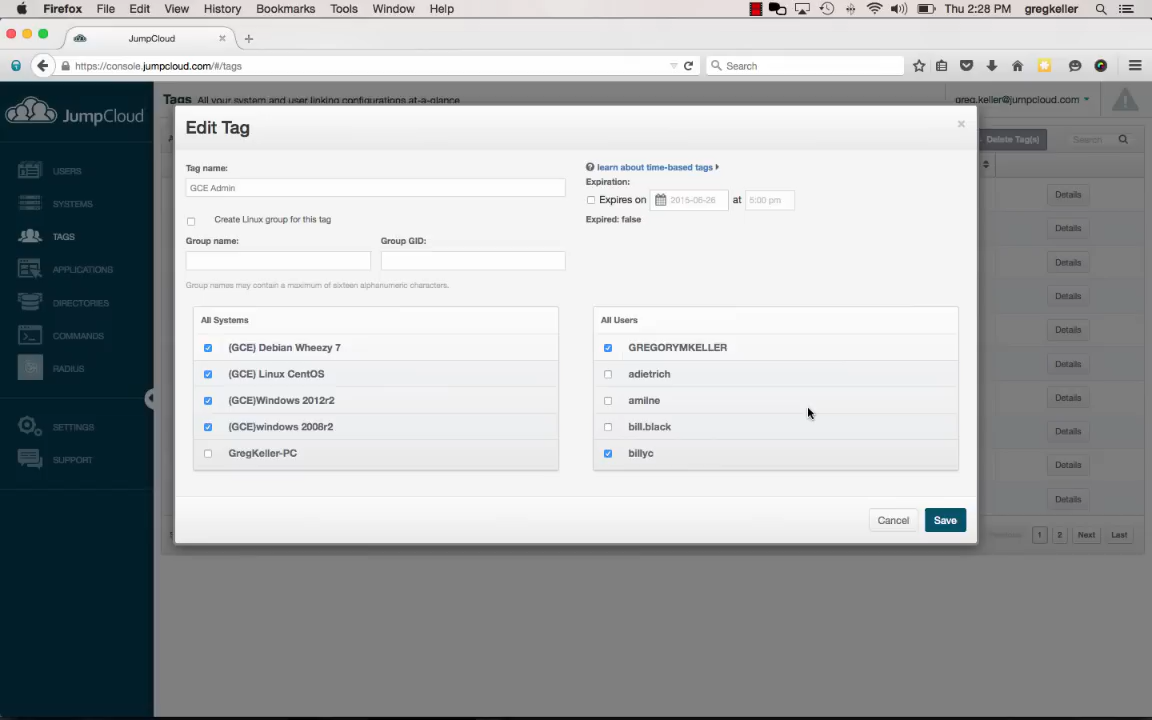 Firefox File Edit View History Bookmarks Tools Window Help Thu 2:28 PM gregkeller
JumpCloud
https://console.jumpcloud.com/#/tags Search
JumpCloud
Tags All your system and user linking configurations at-a-glance greg.keller@jumpcloud.com
Edit Tag
Delete Tag(s) Search
USERS
SYSTEMS
TAGS
APPLICATIONS
DIRECTORIES
COMMANDS
RADIUS
SETTINGS
SUPPORT
Tag name:
GCE Admin
Create Linux group for this tag
Group name: Group GID:
Group names may contain a maximum of sixteen alphanumeric characters.
learn about time-based tags
Expiration:
Expires on 2015-06-26 at 5:00 pm
Expired: false
All Systems
(GCE) Debian Wheezy 7
(GCE) Linux CentOS
(GCE)Windows 2012r2
(GCE)windows 2008r2
GregKeller-PC
All Users
GREGORYMKELLER
adietrich
amilne
bill.black
billyc
Cancel Save
Details
Details
Details
Details
Details
Details
Details
Details
Details
Details
Previous 1 2 Next Last